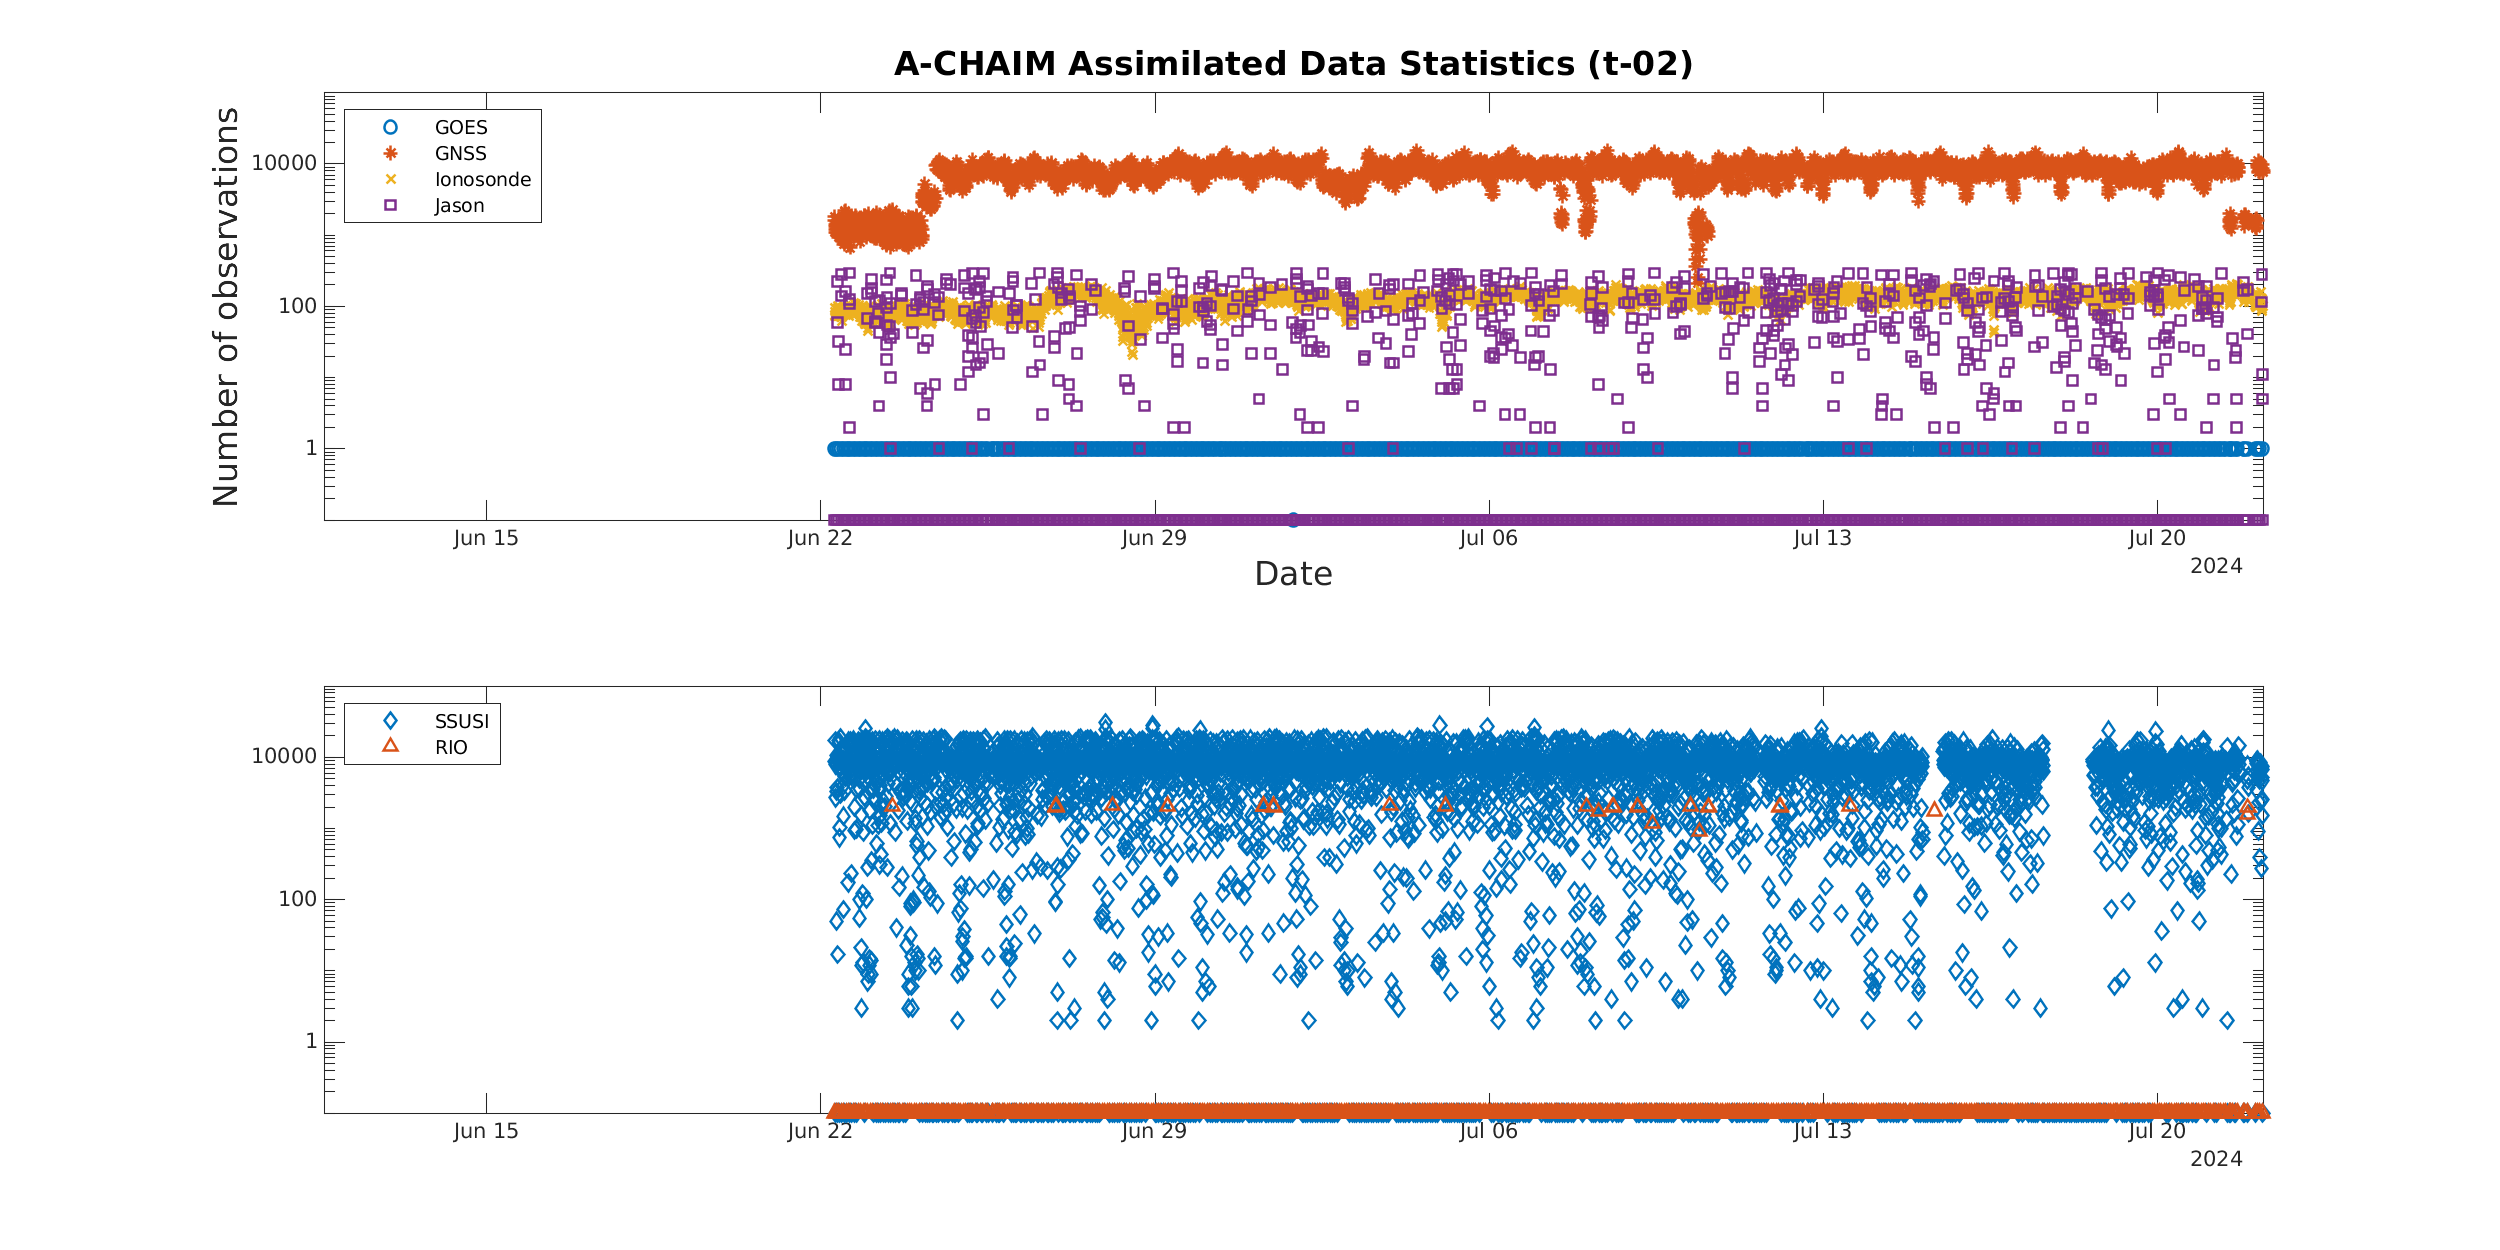 A-CHAIM Assimilated Data Statistics (t-02)
Number of observations
10000
100
1
GOES
GNSS
Ionosonde
Jason
Jun 15
Jun 22
Jun 29
Jul 06
Jul 13
Jul 20
2024
Date
10000
100
1
SSUSI
RIO
Jun 15
Jun 22
Jun 29
Jul 06
Jul 13
Jul 20
2024